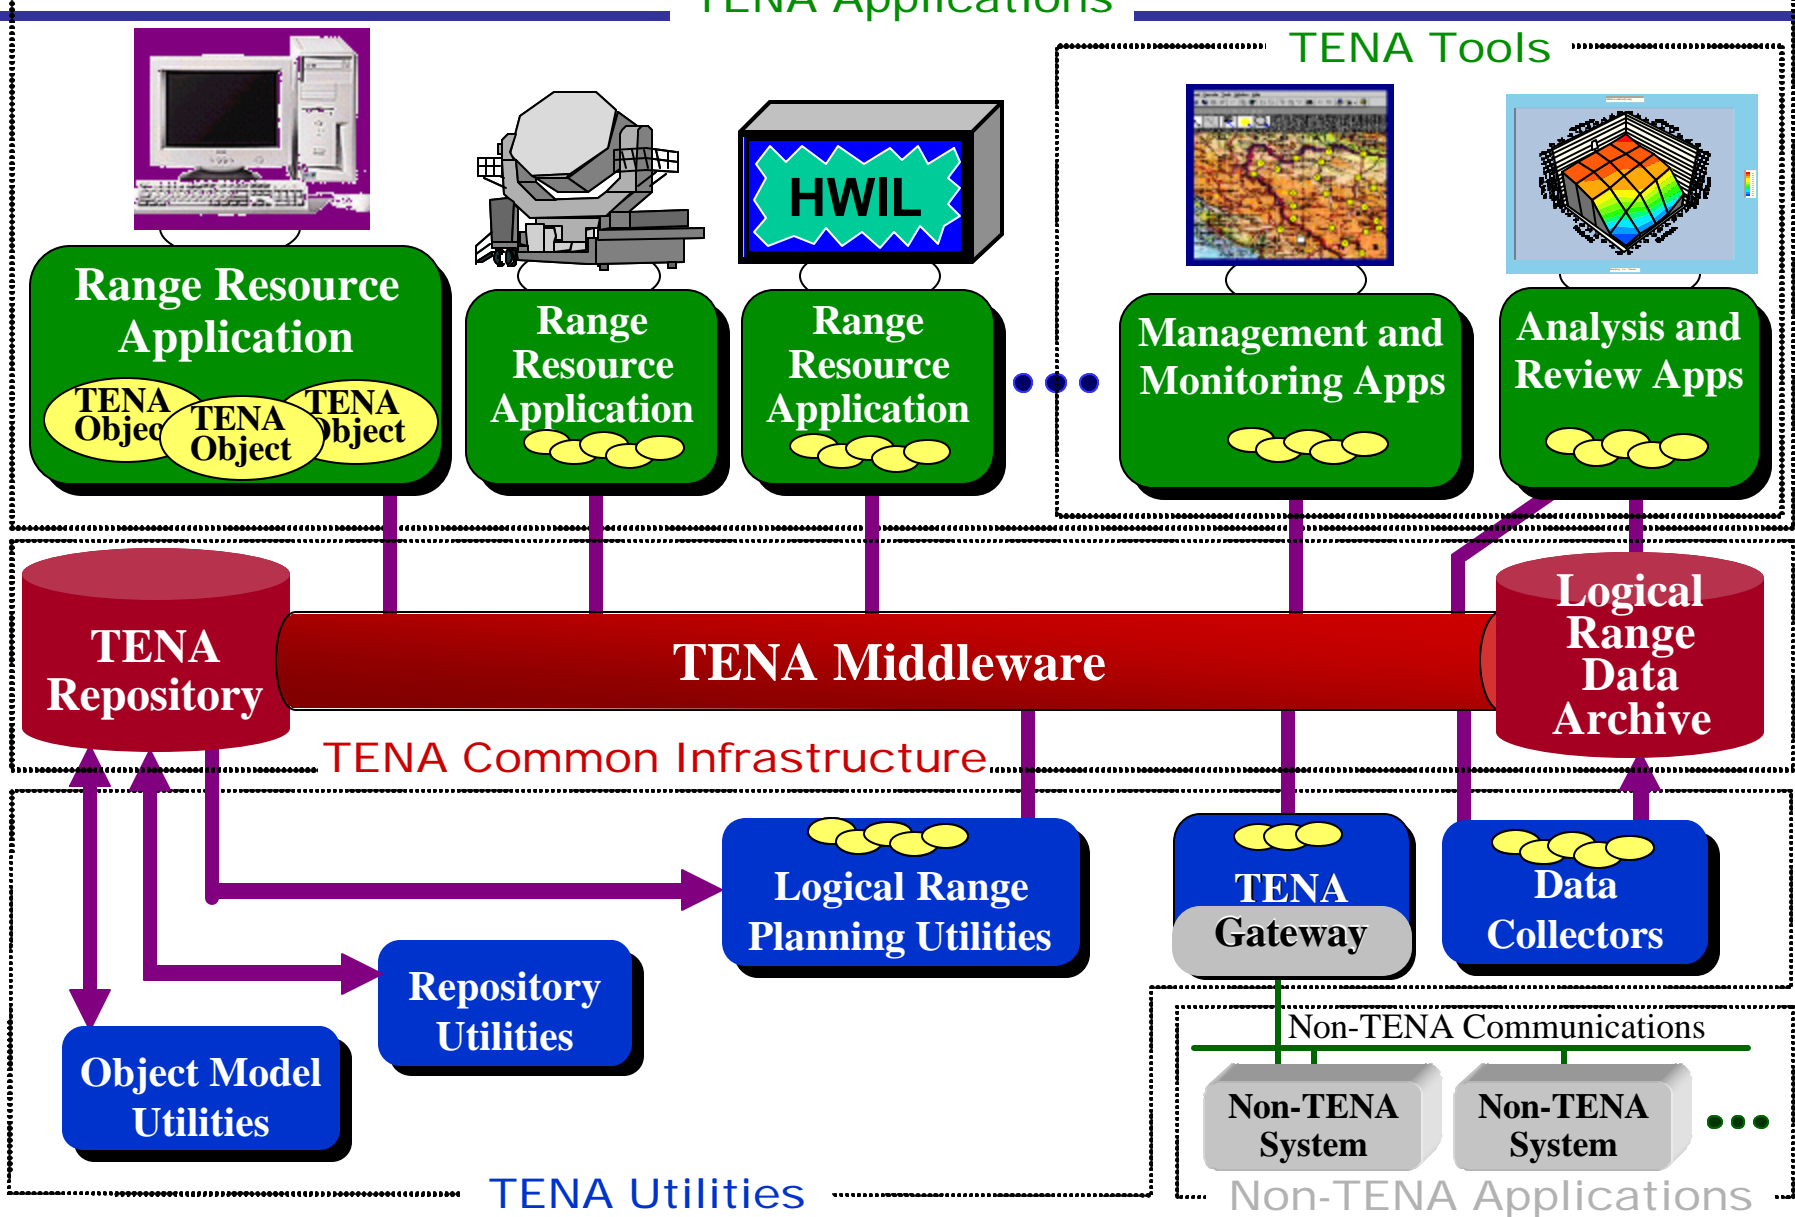 TENA Applications
TENA Tools
HWIL
Range Resource
Application
TENA
Objec
TENA
Object
TENA
Object
Range
Resource
Application
Range
Resource
Application
Management and
Monitoring Apps
Analysis and
Review Apps
TENA
Repository
TENA Middleware
Logical
Range
Data
Archive
TENA Common Infrastructure
Logical Range
Planning Utilities
TENA
Gateway
Data
Collectors
Repository
Utilities
Object Model
Utilities
Non-TENA Communications
Non-TENA
System
Non-TENA
System
TENA Utilities
Non-TENA Applications